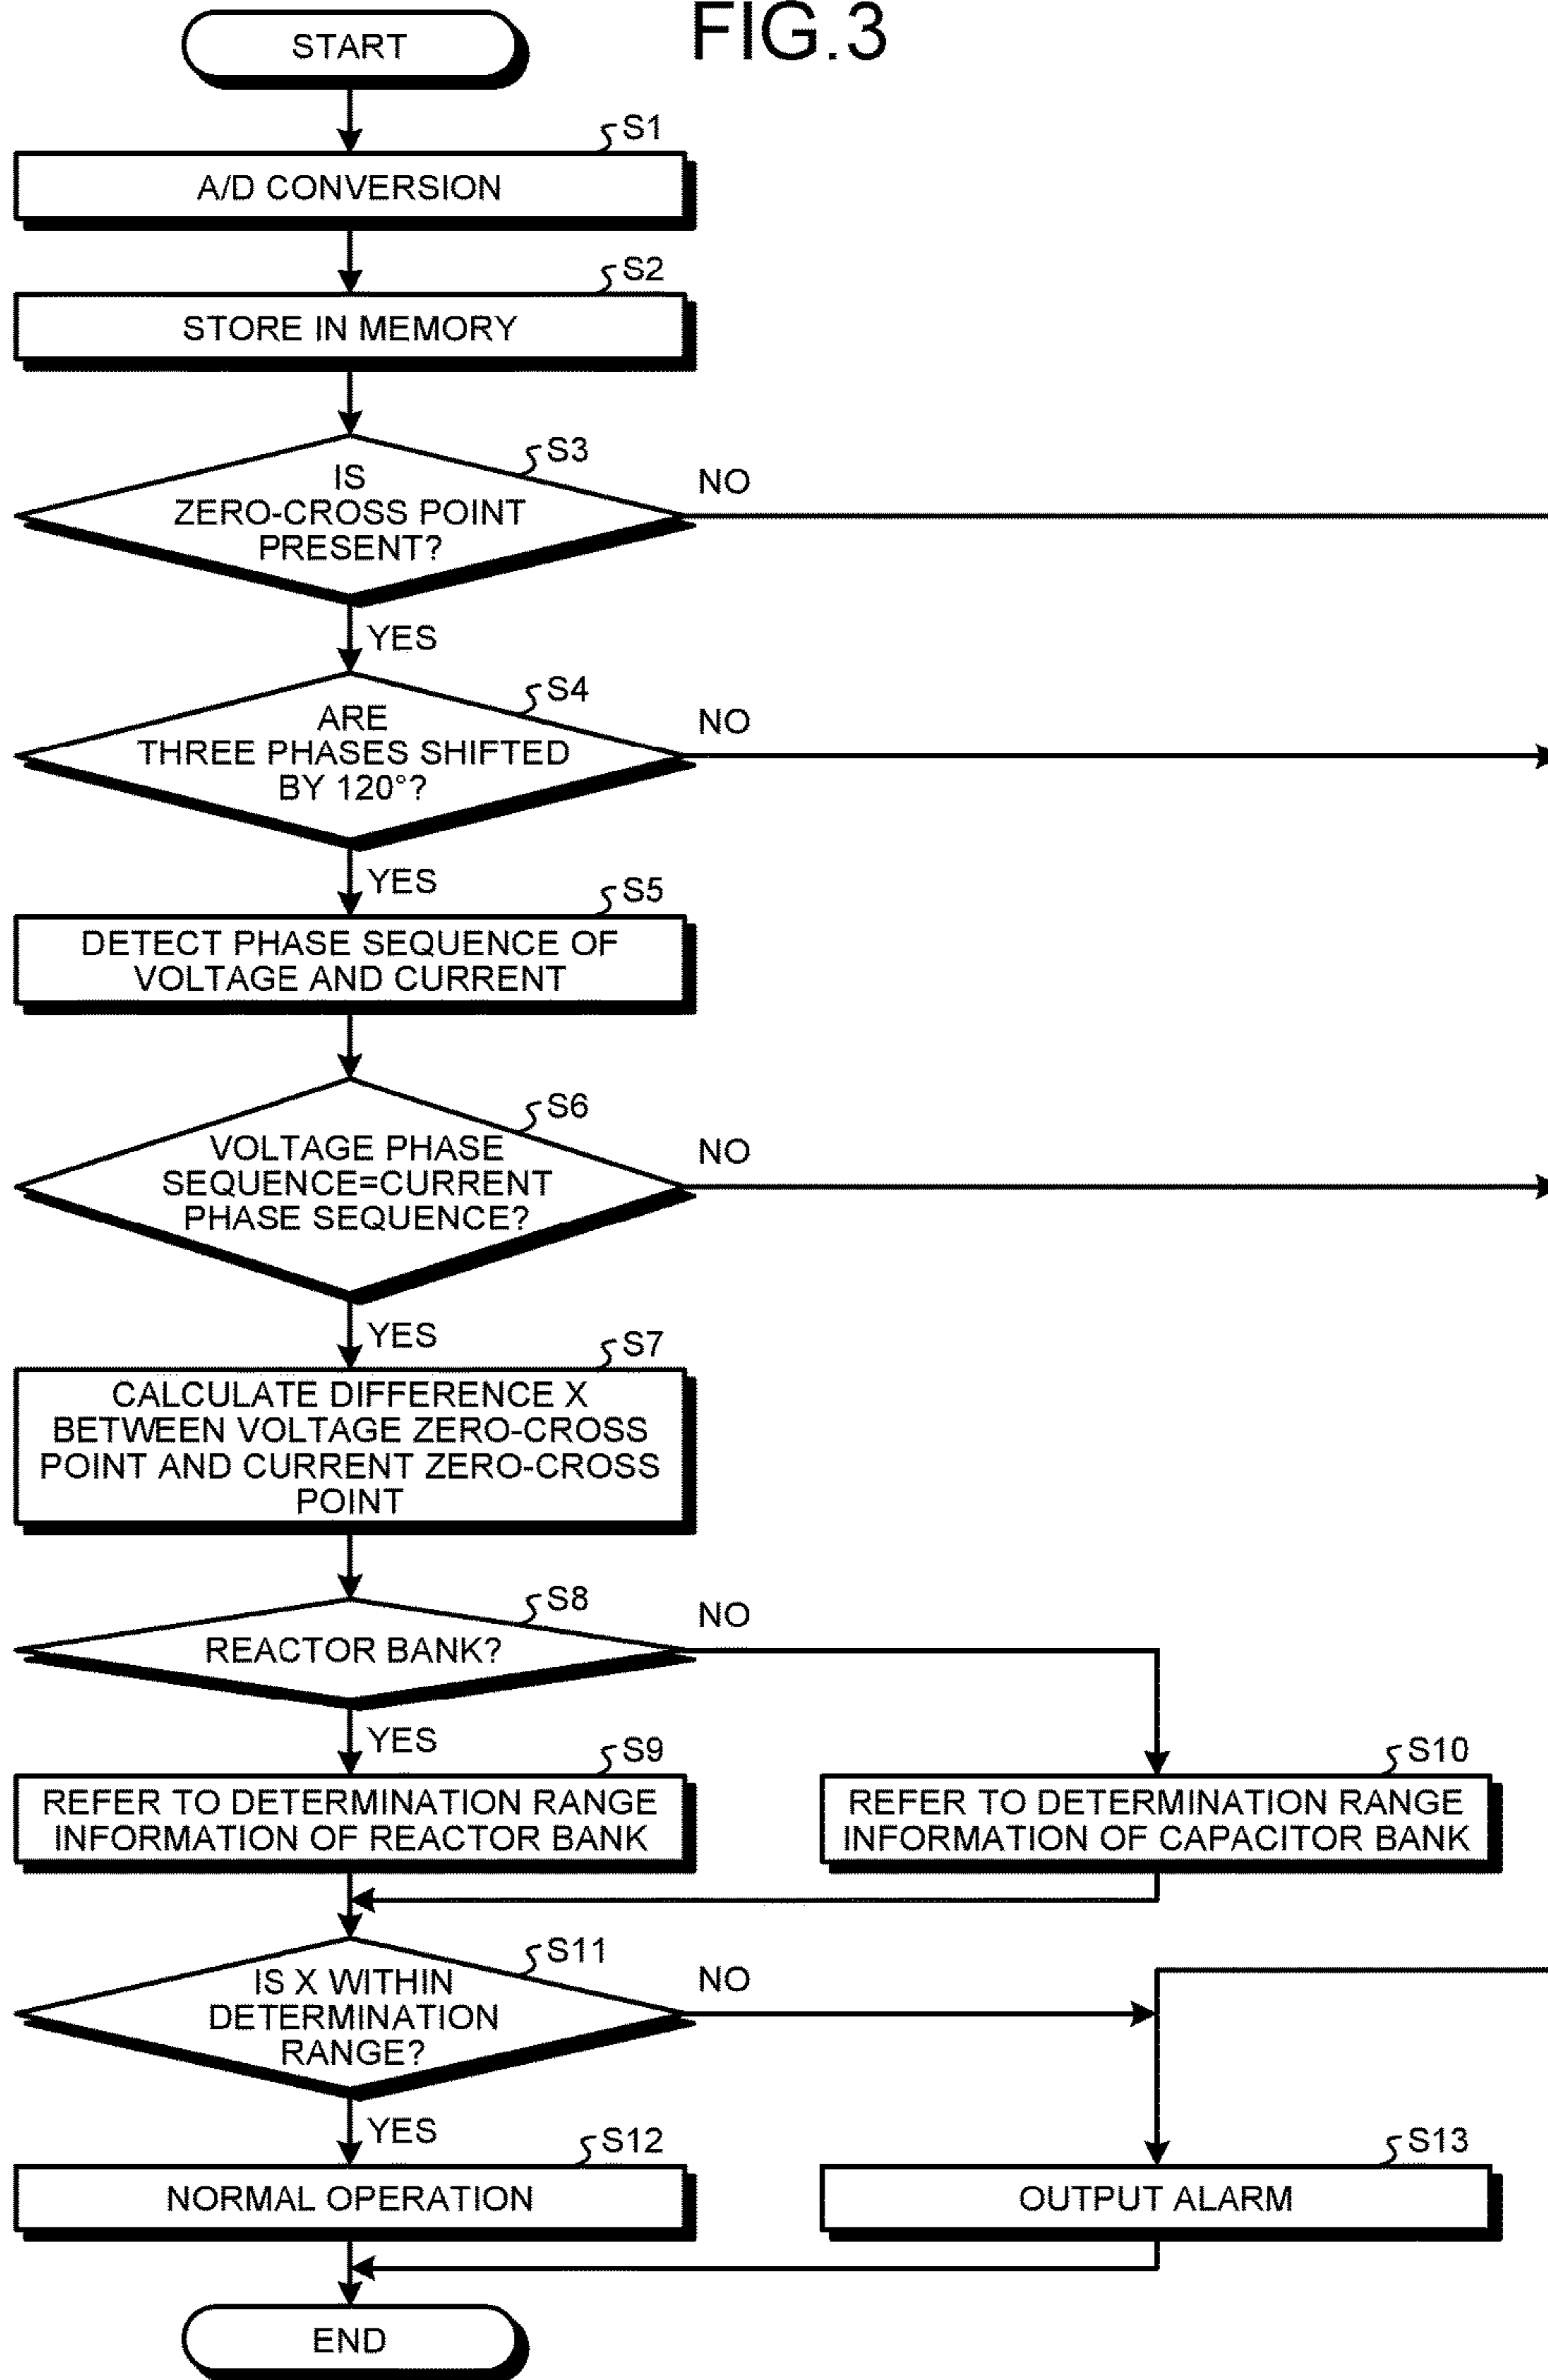 FIG.3
START
S1
A/D CONVERSION
S2
STORE IN MEMORY
S3
IS
ZERO-CROSS POINT
PRESENT?
NO
YES
S4
ARE
THREE PHASES SHIFTED
BY 120°?
NO
YES
S5
DETECT PHASE SEQUENCE OF
VOLTAGE AND CURRENT
S6
VOLTAGE PHASE
SEQUENCE=CURRENT
PHASE SEQUENCE?
NO
YES
S7
CALCULATE DIFFERENCE X
BETWEEN VOLTAGE ZERO-CROSS
POINT AND CURRENT ZERO-CROSS
POINT
S8
REACTOR BANK?
NO
YES
S9
REFER TO DETERMINATION RANGE
INFORMATION OF REACTOR BANK
S10
REFER TO DETERMINATION RANGE
INFORMATION OF CAPACITOR BANK
S11
IS X WITHIN
DETERMINATION
RANGE?
NO
YES
S12
NORMAL OPERATION
S13
OUTPUT ALARM
END